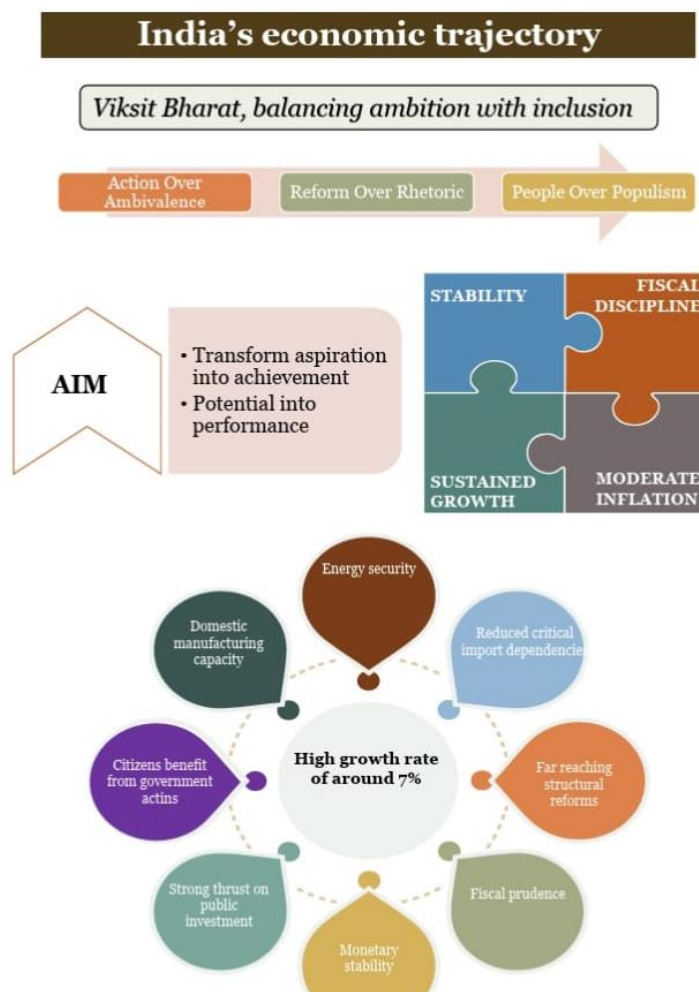 India's economic trajectory
Viksit Bharat, balancing ambition with inclusion
Action Over
Ambivalence
Reform Over Rhetoric
People Over Populism
AIM
• Transform aspiration
into achievement
• Potential into
performance
STABILITY
FISCAL
DISCIPLINE
SUSTAINED
GROWTH
MODERATE
INFLATION
Energy security
Domestic
manufacturing
capacity
Reduced critical
import dependencies
Citizens benefit
from government
actins
High growth rate
of around 7%
Far reaching
structural
reforms
Strong thrust on
public
investment
Fiscal prudence
Monetary
stability